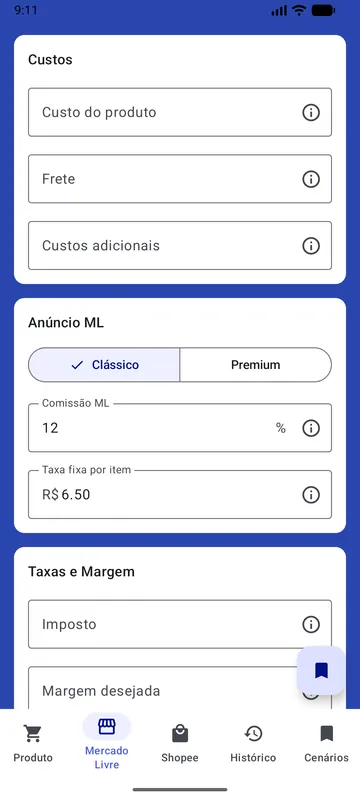 9:11
Custos
Custo do produto
Frete
Custos adicionais
Anúncio ML
Clássico
Premium
Comissão ML
12 %
Taxa fixa por item
R$ 6.50
Taxas e Margem
Imposto
Margem desejada
Produto
Mercado
Livre
Shopee
Histórico
Cenários